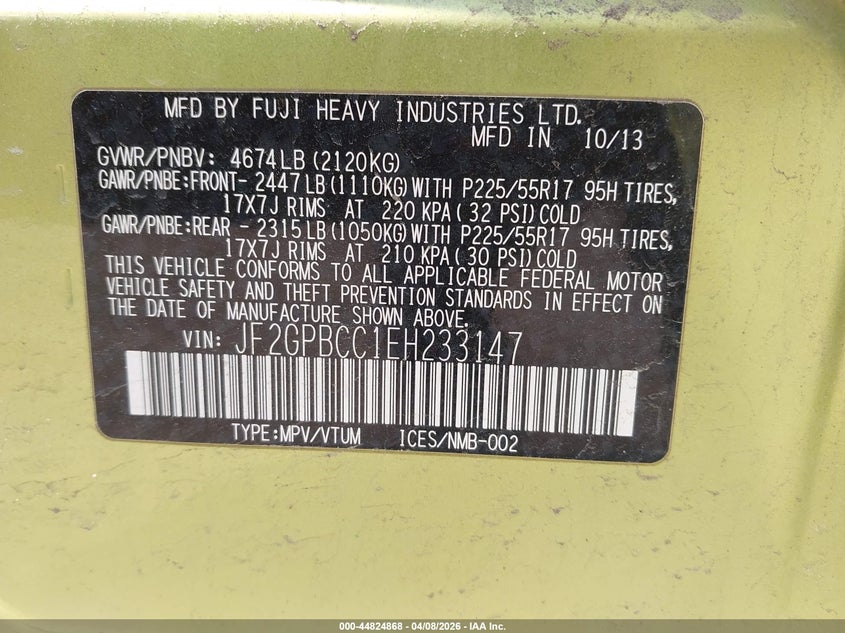 MFD BY FUJI HEAVY INDUSTRIES LTD.
MFD IN 10/13
GVWR/PNBV: 4674LB (2120KG)
GAWR/PNBE:FRONT- 2447LB (1110KG) WITH P225/55R17 95H TIRES,
17X7J RIMS AT 220 KPA ( 32 PSI) COLD
GAWR/PNBE:REAR - 2315LB (1050KG) WITH P225/55R17 95H TIRES,
17X7J RIMS AT 210 KPA ( 30 PSI) COLD
THIS VEHICLE CONFORMS TO ALL APPLICABLE FEDERAL MOTOR
VEHICLE SAFETY AND THEFT PREVENTION STANDARDS IN EFFECT ON
THE DATE OF MANUFACTURE SHOWN ABOVE.
VIN: JF2GPBCC1EH233147
TYPE:MPV/VTUM ICES/NMB-002
000-44824868 | 04/08/2026 | IAA Inc.